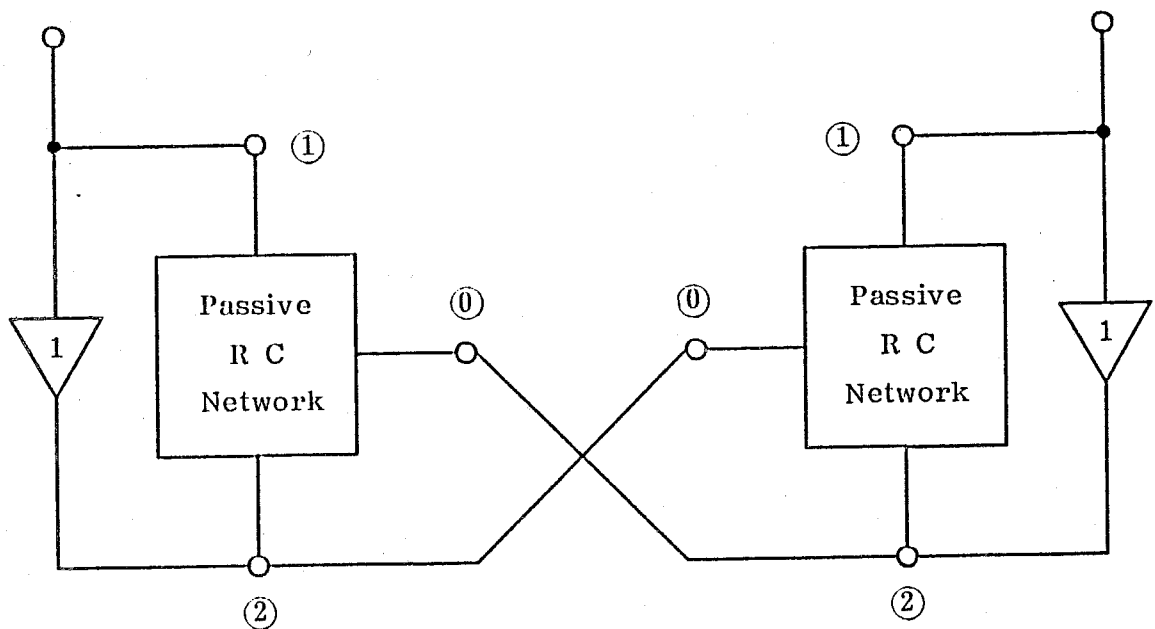 ①
①
Passive
R C
Network
⓪
⓪
Passive
R C
Network
1
1
②
②